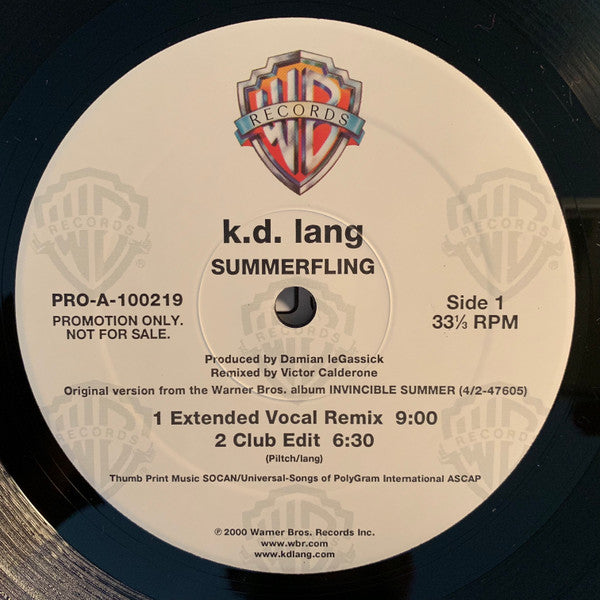 WB
RECORDS
®
k.d. lang
SUMMERFLING
PRO-A-100219
PROMOTION ONLY.
NOT FOR SALE.
Side 1
33⅓ RPM
Produced by Damian leGassick
Remixed by Victor Calderone
Original version from the Warner Bros. album INVINCIBLE SUMMER (4/2-47605)
1 Extended Vocal Remix 9:00
2 Club Edit 6:30
(Piltch/lang)
Thumb Print Music SOCAN/Universal-Songs of PolyGram International ASCAP
℗ 2000 Warner Bros. Records Inc.
www.wbr.com
www.kdlang.com